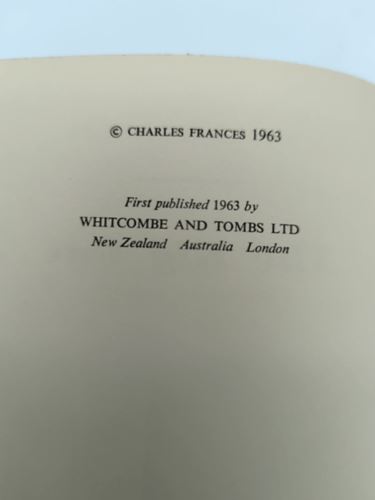 © CHARLES FRANCES 1963
First published 1963 by
WHITCOMBE AND TOMBS LTD
New Zealand Australia London